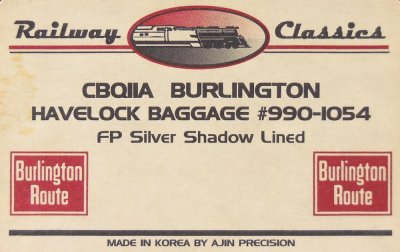 Railway Classics
CBQ11A BURLINGTON
HAVELOCK BAGGAGE #990-1054
FP Silver Shadow Lined
Burlington Route
Burlington Route
MADE IN KOREA BY AJIN PRECISION